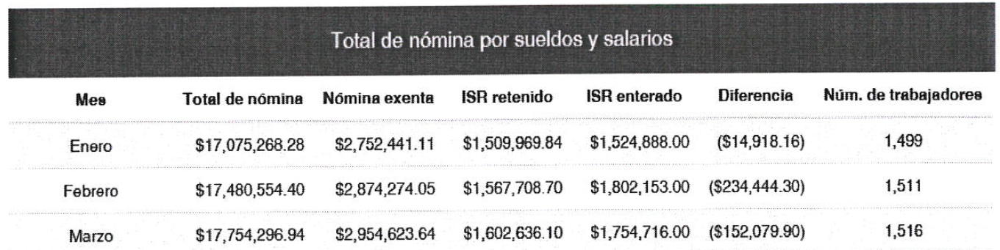 Total de nómina por sueldos y salarios
Mes Total de nómina Nómina exenta ISR retenido ISR enterado Diferencia Núm. de trabajadores
Enero $17,075,268.28 $2,752,441.11 $1,509,969.84 $1,524,888.00 ($14,918.16) 1,499
Febrero $17,480,554.40 $2,874,274.05 $1,567,708.70 $1,802,153.00 ($234,444.30) 1,511
Marzo $17,754,296.94 $2,954,623.64 $1,602,636.10 $1,754,716.00 ($152,079.90) 1,516